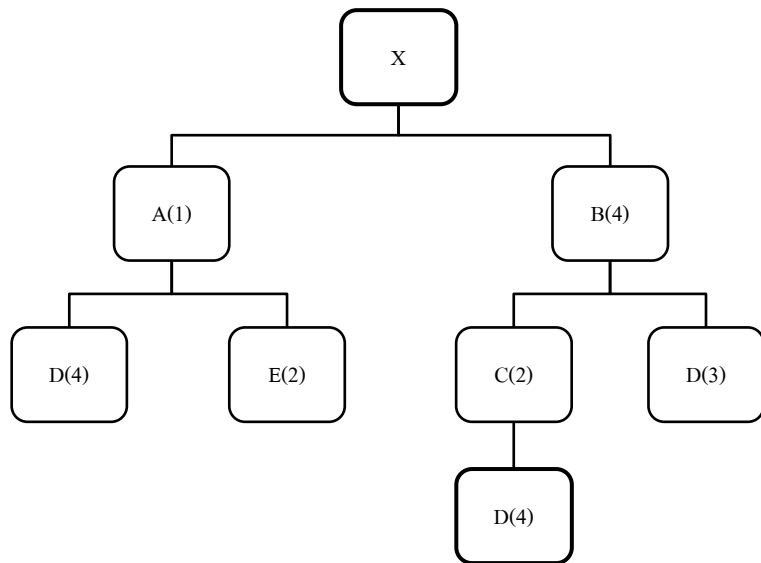 X
A(1)
B(4)
D(4)
E(2)
C(2)
D(3)
D(4)